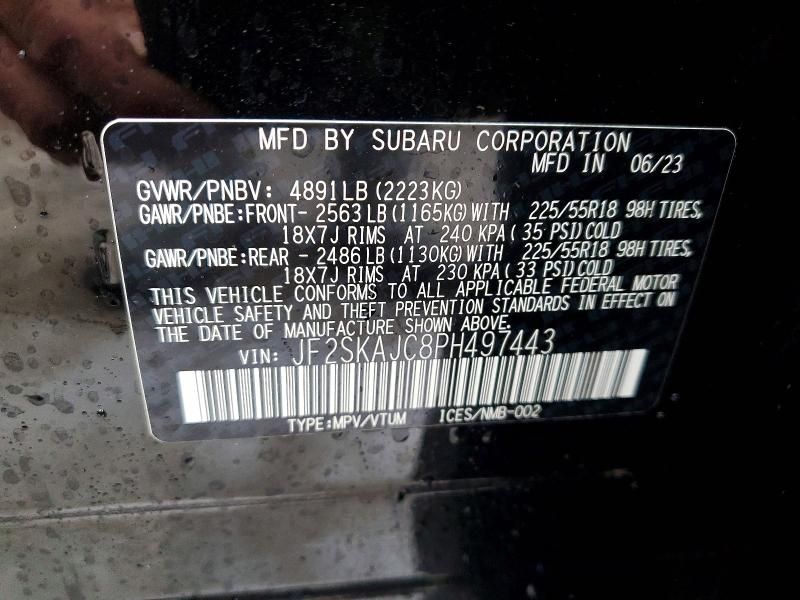 MFD BY SUBARU CORPORATION
MFD IN 06/23
GVWR/PNBV: 4891LB (2223KG)
GAWR/PNBE:FRONT- 2563 LB (1165KG) WITH 225/55R18 98H TIRES,
18X7J RIMS AT 240 KPA ( 35 PSI) COLD
GAWR/PNBE:REAR - 2486 LB (1130KG) WITH 225/55R18 98H TIRES,
18X7J RIMS AT 230 KPA ( 33 PSI) COLD
THIS VEHICLE CONFORMS TO ALL APPLICABLE FEDERAL MOTOR
VEHICLE SAFETY AND THEFT PREVENTION STANDARDS IN EFFECT ON
THE DATE OF MANUFACTURE SHOWN ABOVE.
VIN: JF2SKAJC8PH497443
TYPE:MPV/VTUM ICES/NMB-002